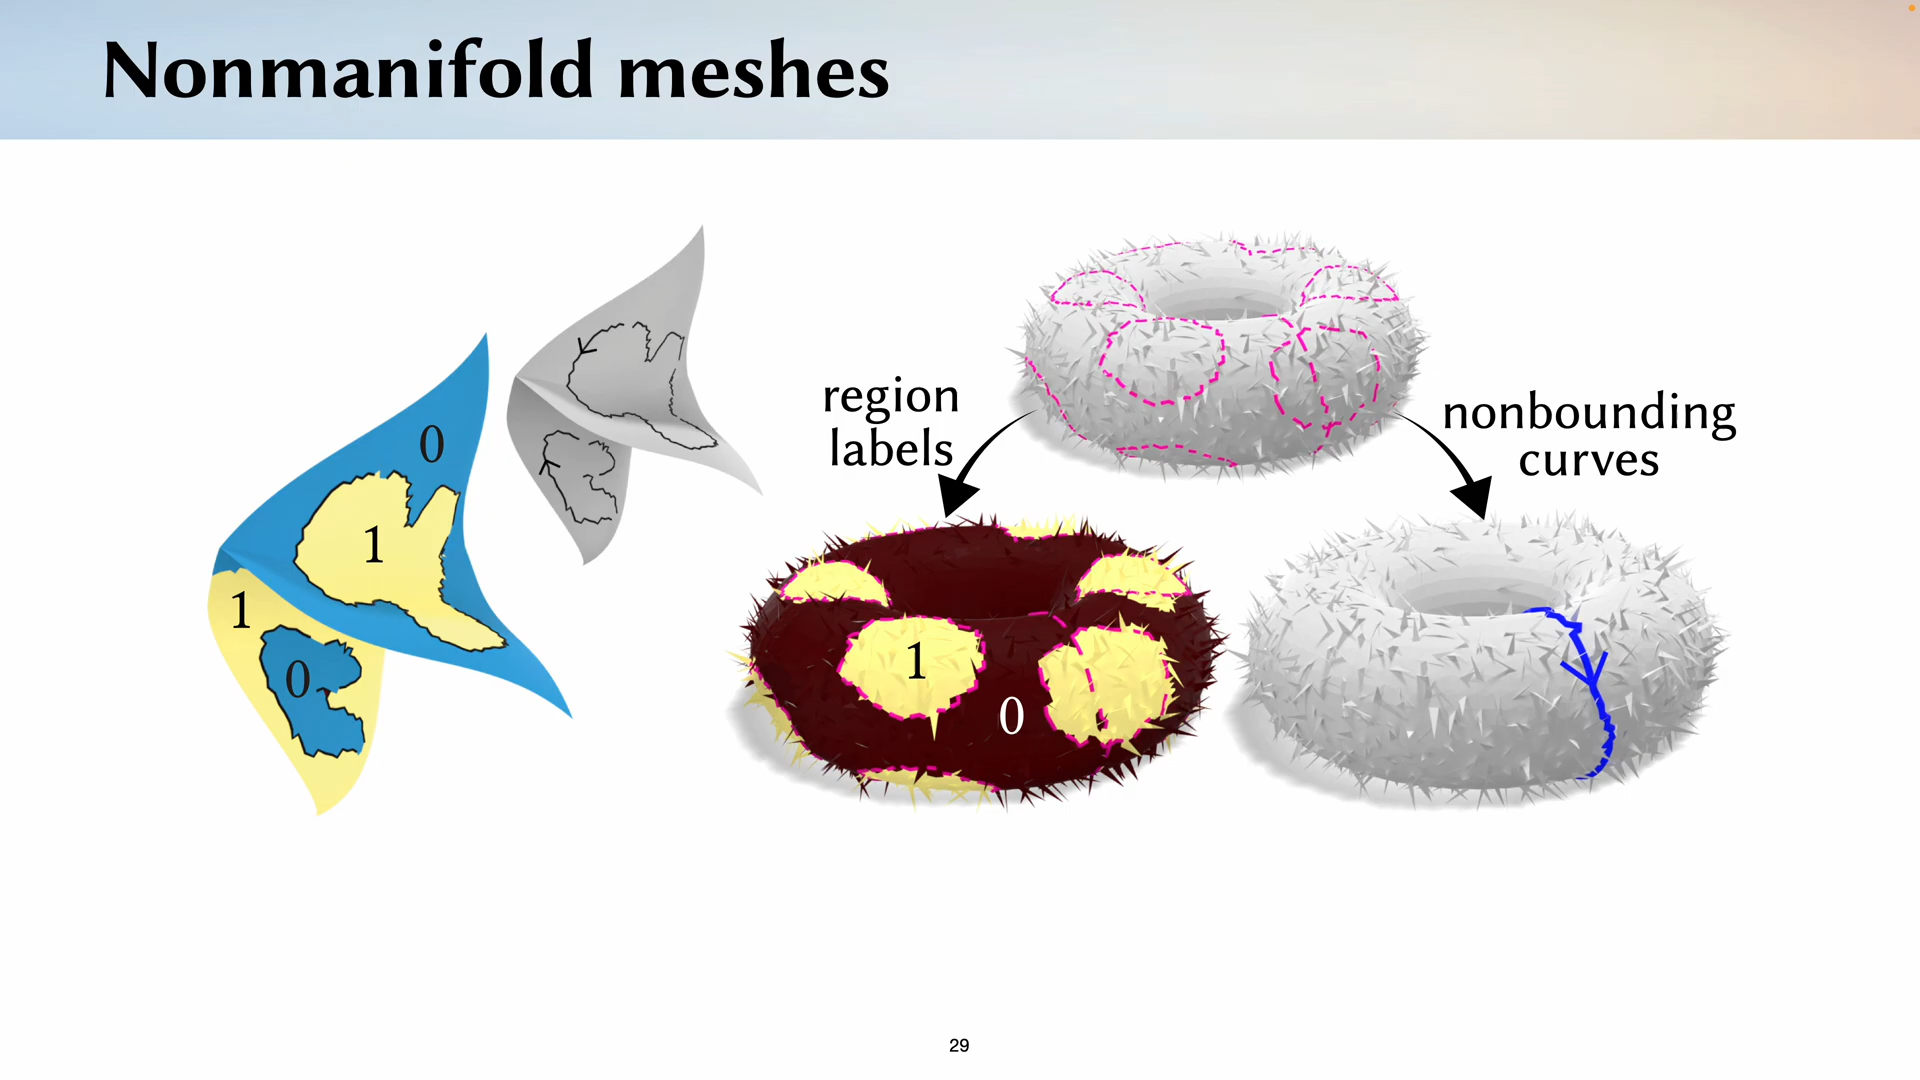 Nonmanifold meshes
region
labels
nonbounding
curves
0
1
1
0
1
0
29